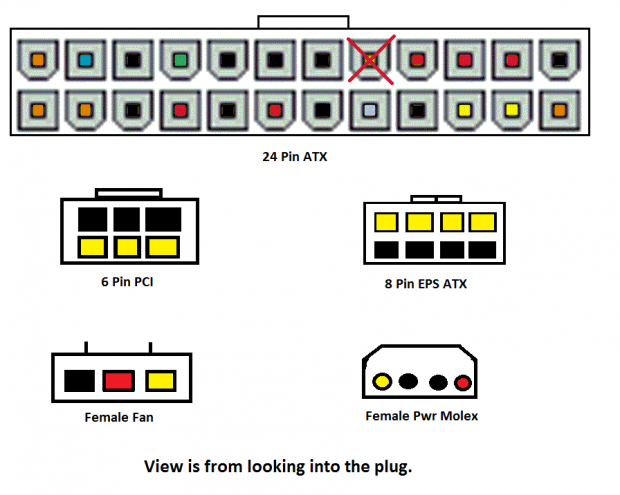 24 Pin ATX
6 Pin PCI
8 Pin EPS ATX
Female Fan
Female Pwr Molex
View is from looking into the plug.